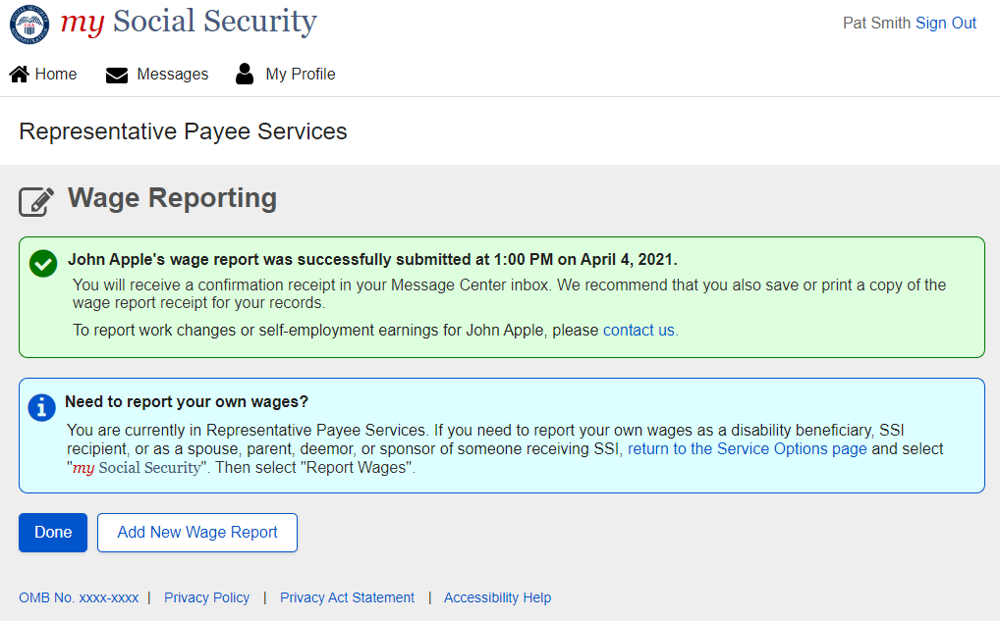 my Social Security
Pat Smith Sign Out
Home Messages My Profile
Representative Payee Services
Wage Reporting
John Apple's wage report was successfully submitted at 1:00 PM on April 4, 2021.
You will receive a confirmation receipt in your Message Center inbox. We recommend that you also save or print a copy of the
wage report receipt for your records.
To report work changes or self-employment earnings for John Apple, please contact us.
Need to report your own wages?
You are currently in Representative Payee Services. If you need to report your own wages as a disability beneficiary, SSI
recipient, or as a spouse, parent, deemor, or sponsor of someone receiving SSI, return to the Service Options page and select
"my Social Security". Then select "Report Wages".
Done Add New Wage Report
OMB No. xxxx-xxxx | Privacy Policy | Privacy Act Statement | Accessibility Help